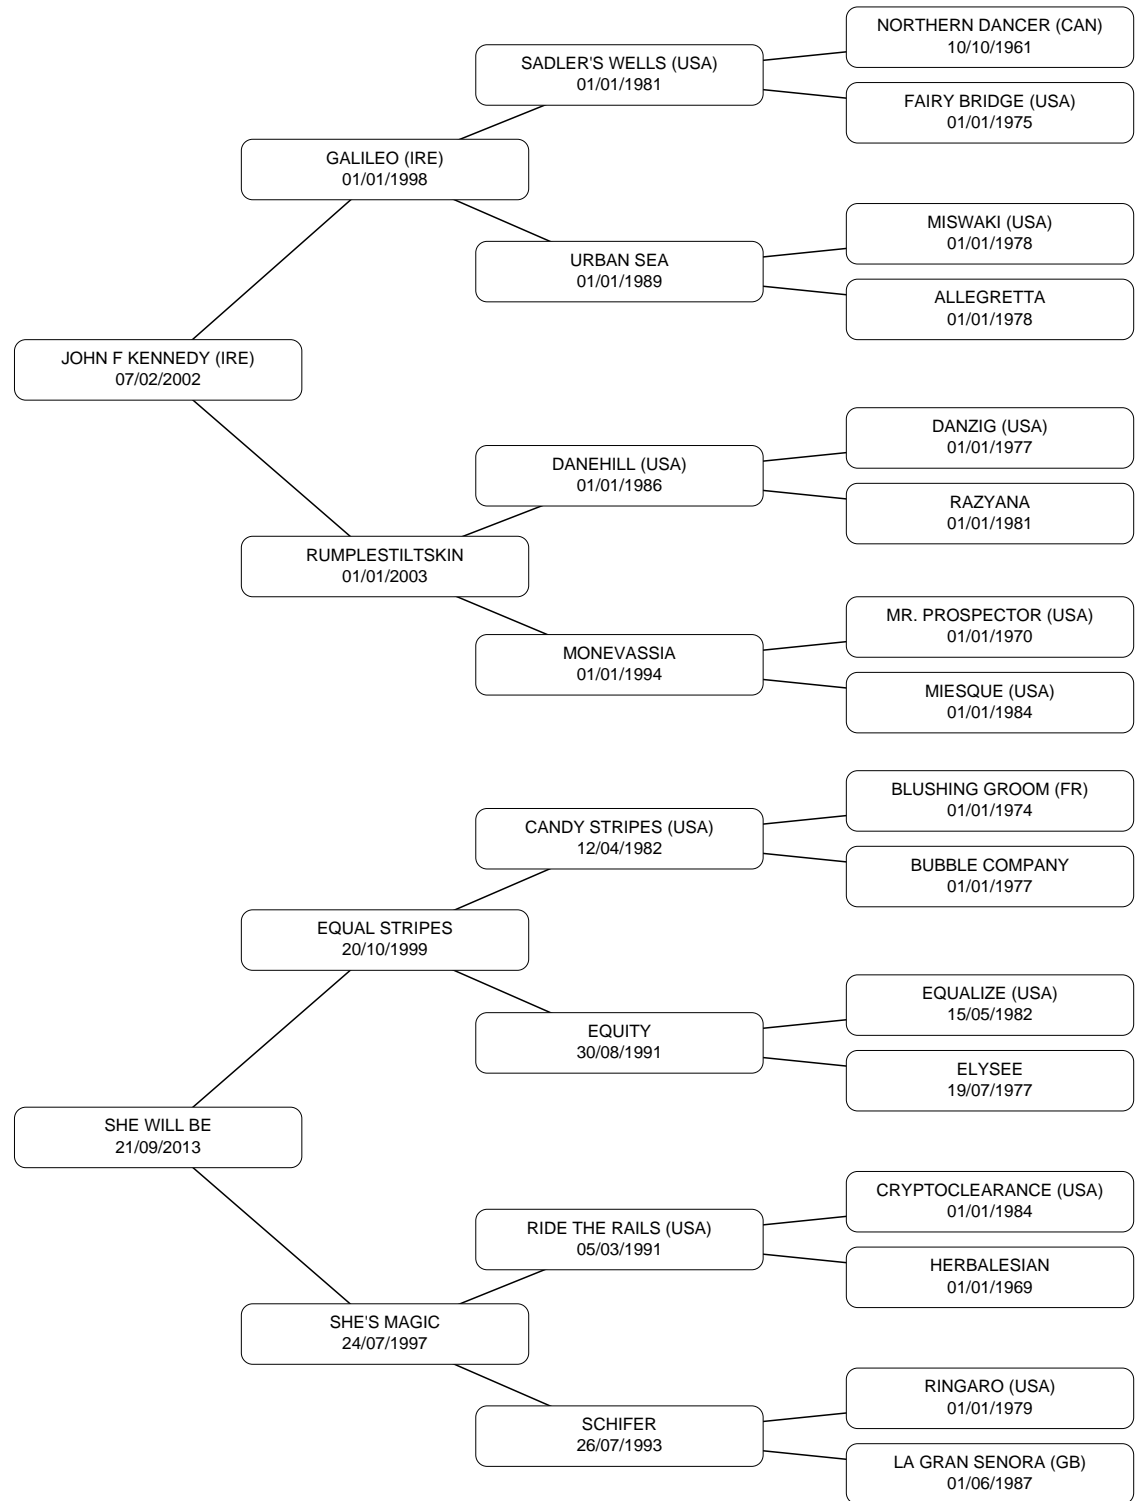 NORTHERN DANCER (CAN)
10/10/1961
SADLER'S WELLS (USA)
01/01/1981
FAIRY BRIDGE (USA)
01/01/1975
GALILEO (IRE)
01/01/1998
MISWAKI (USA)
01/01/1978
URBAN SEA
01/01/1989
ALLEGRETTA
01/01/1978
JOHN F KENNEDY (IRE)
07/02/2002
DANZIG (USA)
01/01/1977
DANEHILL (USA)
01/01/1986
RAZYANA
01/01/1981
RUMPLESTILTSKIN
01/01/2003
MR. PROSPECTOR (USA)
01/01/1970
MONEVASSIA
01/01/1994
MIESQUE (USA)
01/01/1984
BLUSHING GROOM (FR)
01/01/1974
CANDY STRIPES (USA)
12/04/1982
BUBBLE COMPANY
01/01/1977
EQUAL STRIPES
20/10/1999
EQUALIZE (USA)
15/05/1982
EQUITY
30/08/1991
ELYSEE
19/07/1977
SHE WILL BE
21/09/2013
CRYPTOCLEARANCE (USA)
01/01/1984
RIDE THE RAILS (USA)
05/03/1991
HERBALESIAN
01/01/1969
SHE'S MAGIC
24/07/1997
RINGARO (USA)
01/01/1979
SCHIFER
26/07/1993
LA GRAN SENORA (GB)
01/06/1987